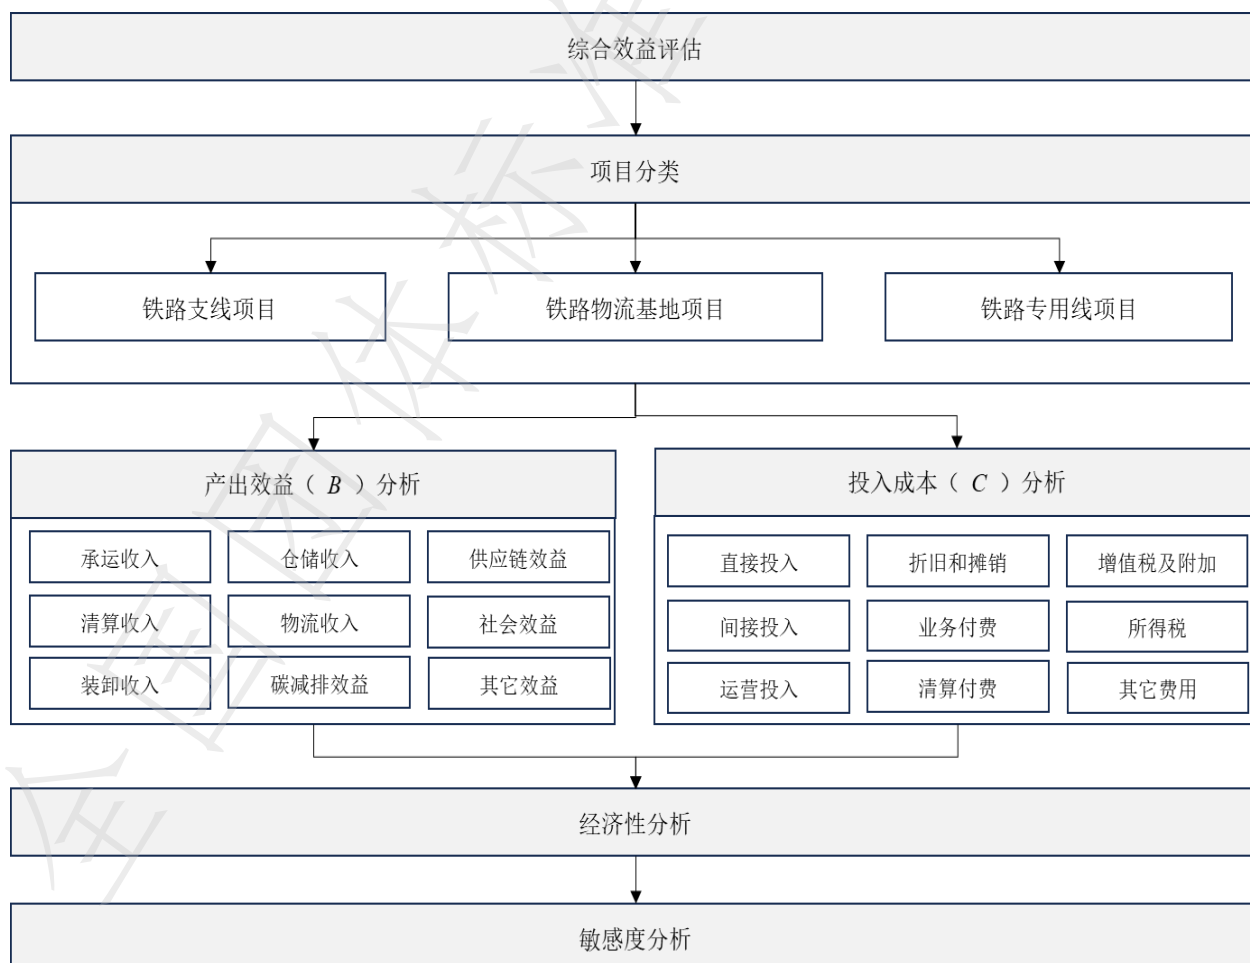 综合效益评估
项目分类
铁路支线项目 铁路物流基地项目 铁路专用线项目
产出效益（ B ）分析 投入成本（ C ）分析
承运收入 仓储收入 供应链效益
清算收入 物流收入 社会效益
装卸收入 碳减排效益 其它效益
直接投入 折旧和摊销 增值税及附加
间接投入 业务付费 所得税
运营投入 清算付费 其它费用
经济性分析
敏感度分析
全国团体标准